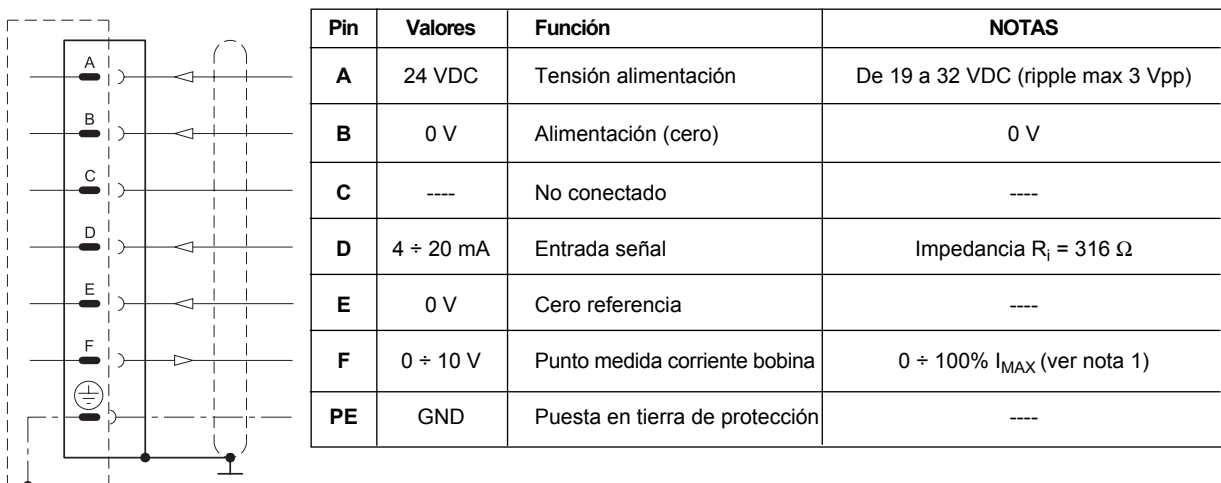 A
B
C
D
E
F
Pin Valores Función NOTAS
A 24 VDC Tensión alimentación De 19 a 32 VDC (ripple max 3 Vpp)
B 0 V Alimentación (cero) 0 V
C ---- No conectado ----
D 4 ÷ 20 mA Entrada señal Impedancia Ri = 316 Ω
E 0 V Cero referencia ----
F 0 ÷ 10 V Punto medida corriente bobina 0 ÷ 100% IMAX (ver nota 1)
PE GND Puesta en tierra de protección ----